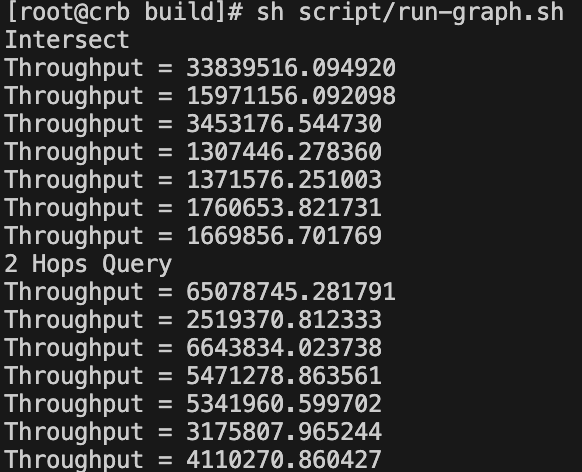 [root@crb build]# sh script/run-graph.sh
Intersect
Throughput = 33839516.094920
Throughput = 15971156.092098
Throughput = 3453176.544730
Throughput = 1307446.278360
Throughput = 1371576.251003
Throughput = 1760653.821731
Throughput = 1669856.701769
2 Hops Query
Throughput = 65078745.281791
Throughput = 2519370.812333
Throughput = 6643834.023738
Throughput = 5471278.863561
Throughput = 5341960.599702
Throughput = 3175807.965244
Throughput = 4110270.860427